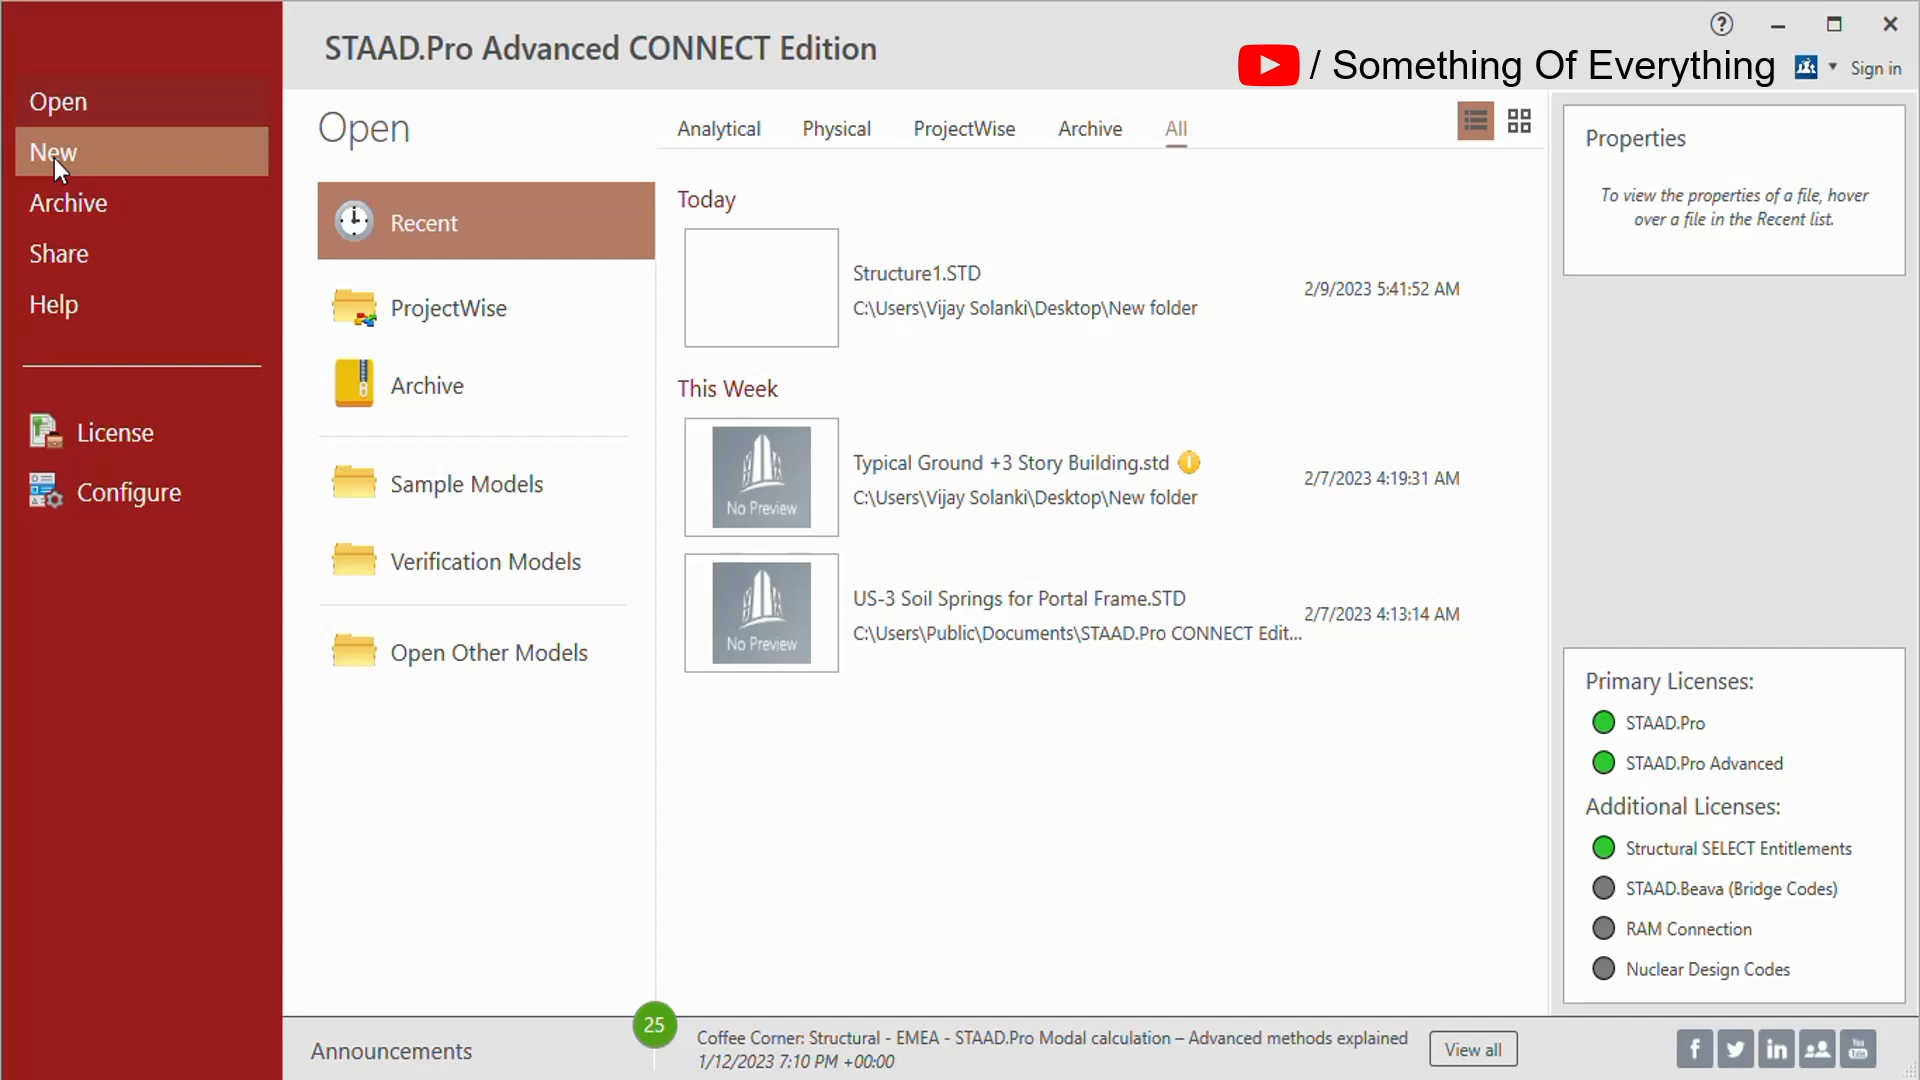 STAAD.Pro Advanced CONNECT Edition
/ Something Of Everything
Sign in
Open
New
Archive
Share
Help
License
Configure
Open
Recent
ProjectWise
Archive
Sample Models
Verification Models
Open Other Models
Analytical Physical ProjectWise Archive All
Today
Structure1.STD
C:\Users\Vijay Solanki\Desktop\New folder
2/9/2023 5:41:52 AM
This Week
No Preview
Typical Ground +3 Story Building.std
C:\Users\Vijay Solanki\Desktop\New folder
2/7/2023 4:19:31 AM
No Preview
US-3 Soil Springs for Portal Frame.STD
C:\Users\Public\Documents\STAAD.Pro CONNECT Edit...
2/7/2023 4:13:14 AM
Properties
To view the properties of a file, hover
over a file in the Recent list.
Primary Licenses:
STAAD.Pro
STAAD.Pro Advanced
Additional Licenses:
Structural SELECT Entitlements
STAAD.Beava (Bridge Codes)
RAM Connection
Nuclear Design Codes
Announcements
25
Coffee Corner: Structural - EMEA - STAAD.Pro Modal calculation – Advanced methods explained
1/12/2023 7:10 PM +00:00
View all
You Tube